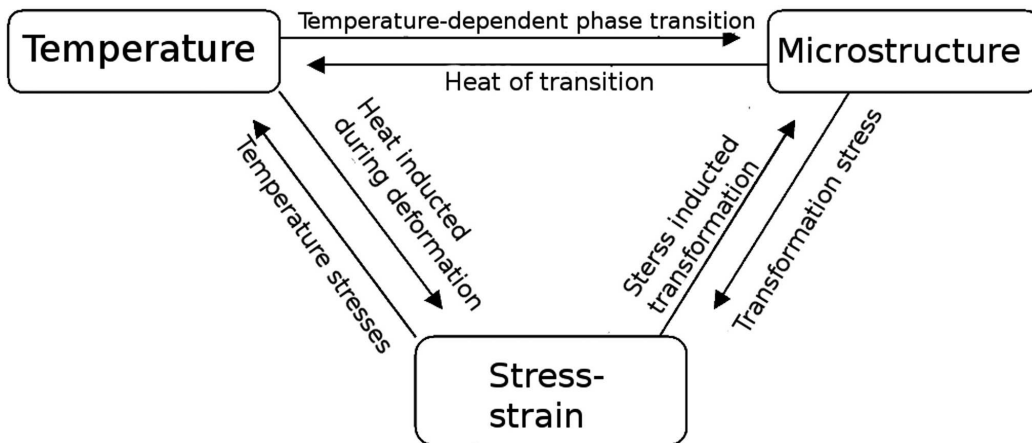 Temperature-dependent phase transition
Temperature
Microstructure
Heat of transition
Heat inducted
during deformation
Temperature stresses
Sterss inducted
transformation
Transformation stress
Stress-
strain